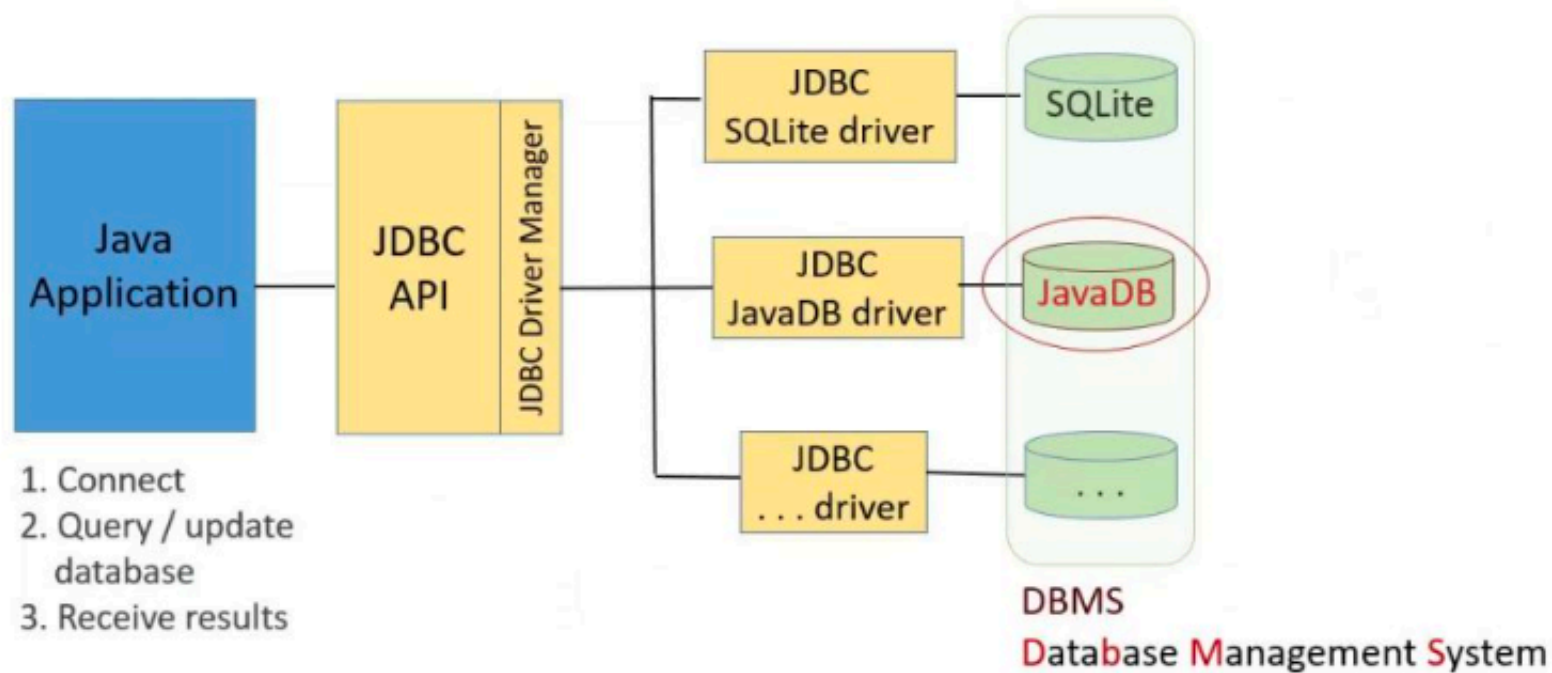 Java
Application
JDBC
API
JDBC Driver Manager
JDBC
SQLite driver
SQLite
JDBC
JavaDB driver
JavaDB
JDBC
. . . driver
. . .
1. Connect
2. Query / update
database
3. Receive results
DBMS
Database Management System